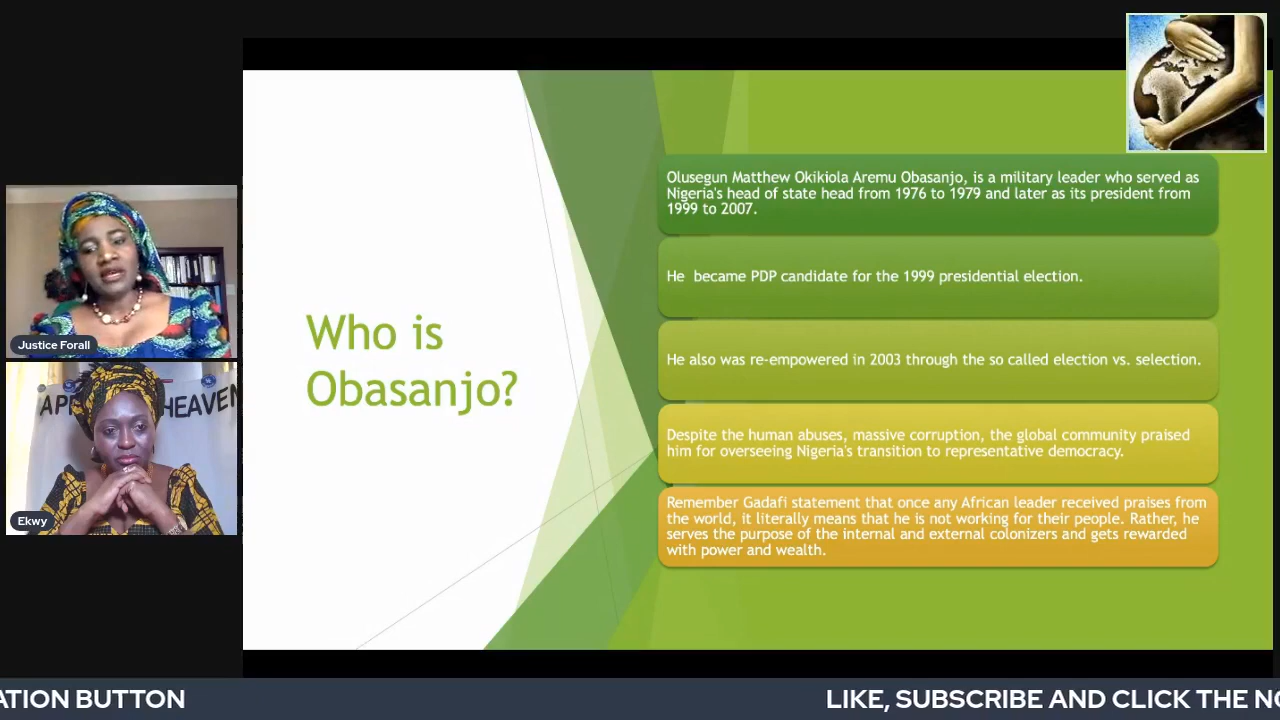 Who is
Obasanjo?
Olusegun Matthew Okikiola Aremu Obasanjo, is a military leader who served as
Nigeria's head of state head from 1976 to 1979 and later as its president from
1999 to 2007.
He  became PDP candidate for the 1999 presidential election.
He also was re-empowered in 2003 through the so called election vs. selection.
Despite the human abuses, massive corruption, the global community praised
him for overseeing Nigeria's transition to representative democracy.
Remember Gadafi statement that once any African leader received praises from
the world, it literally means that he is not working for their people. Rather, he
serves the purpose of the internal and external colonizers and gets rewarded
with power and wealth.
Justice Forall
HEAVEN
Ekwy
ATION BUTTON
LIKE, SUBSCRIBE AND CLICK THE NO